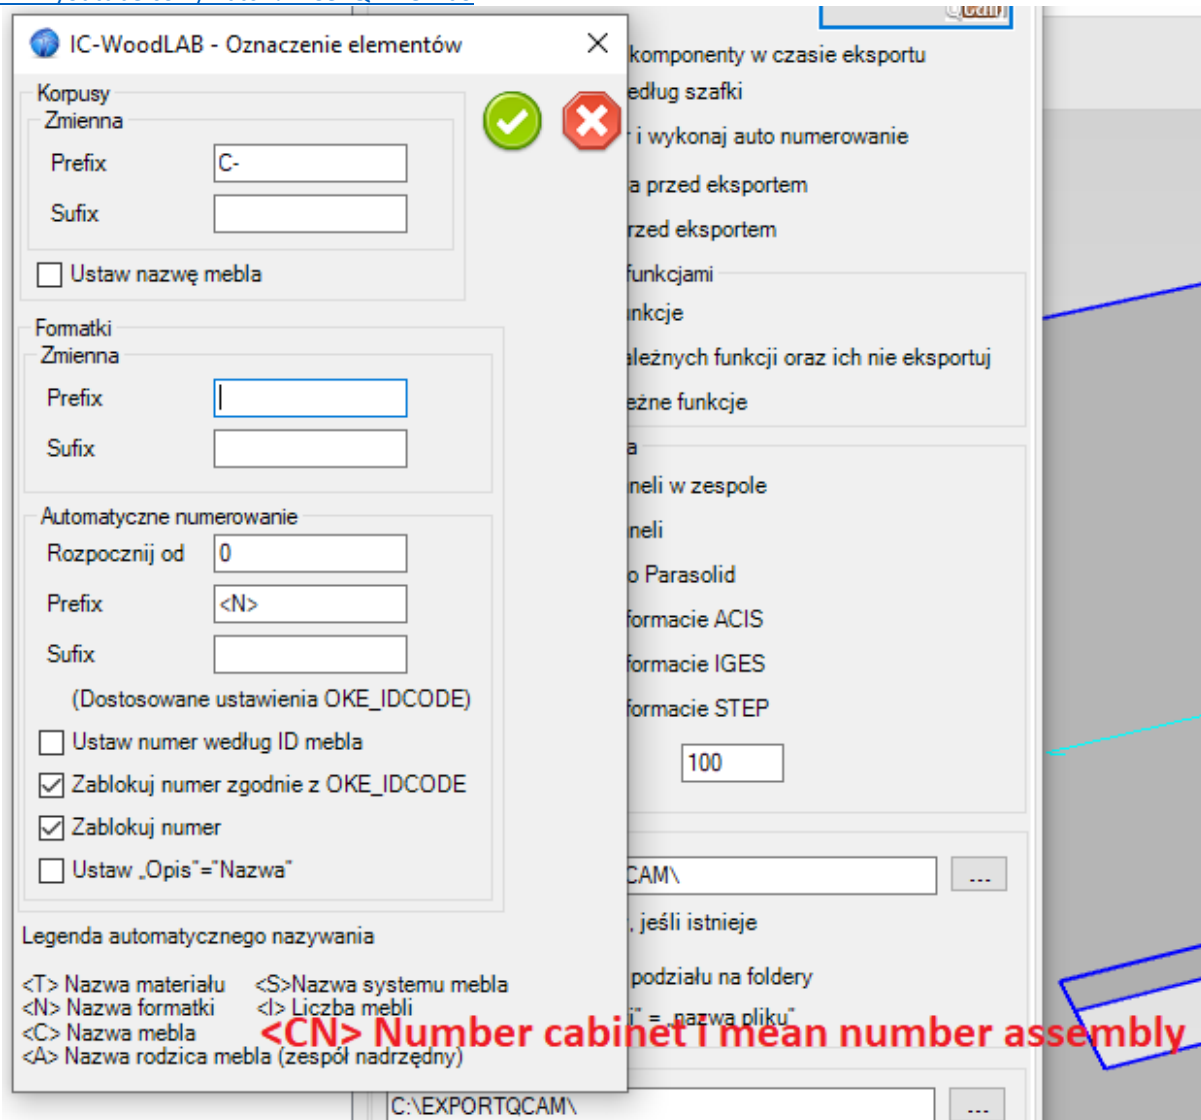 IC-WoodLAB - Oznaczenie elementów
Korpusy
Zmienna
Prefix C-
Sufix
Ustaw nazwę mebla
Formatki
Zmienna
Prefix
Sufix
Automatyczne numerowanie
Rozpocznij od 0
Prefix <N>
Sufix
(Dostosowane ustawienia OKE_IDCODE)
Ustaw numer według ID mebla
Zablokuj numer zgodnie z OKE_IDCODE
Zablokuj numer
Ustaw „Opis”="Nazwa”
Legenda automatycznego nazywania
<T> Nazwa materiału <S>Nazwa systemu mebla
<N> Nazwa formatki <I> Liczba mebli
<C> Nazwa mebla
<A> Nazwa rodzica mebla (zespół nadrzędny)
<CN> Number cabinet i mean number assembly
komponenty w czasie eksportu
edług szafki
i wykonaj auto numerowanie
a przed eksportem
rzed eksportem
funkcjami
nkcje
ależnych funkcji oraz ich nie eksportuj
eżne funkcje
a
neli w zespole
neli
o Parasolid
formacie ACIS
formacie IGES
formacie STEP
100
CAM\ ...
, jeśli istnieje
podziału na foldery
i” = „nazwa pliku”
C:\EXPORTQCAM\ ...